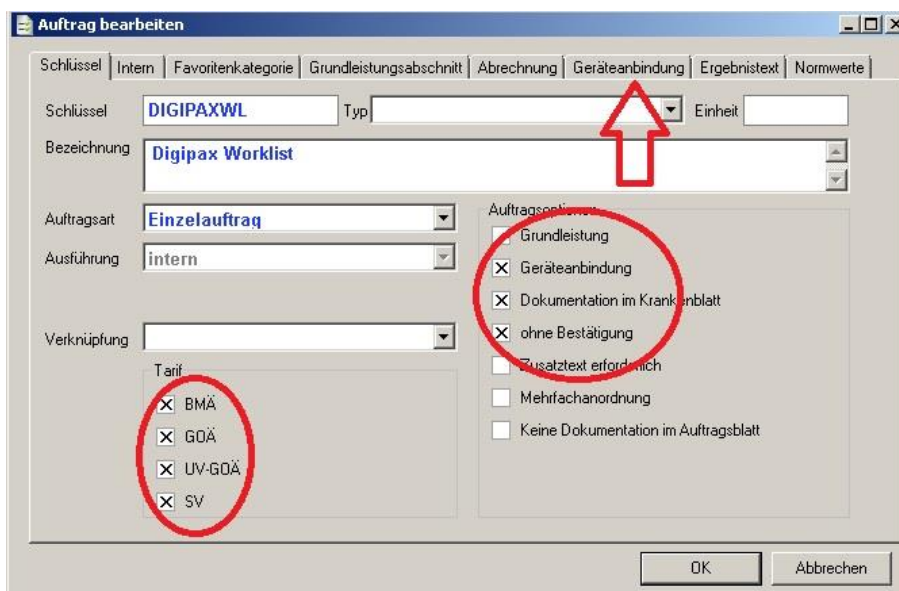 Auftrag bearbeiten
Schlüssel Intern Favoritenkategorie Grundleistungsabschnitt Abrechnung Geräteanbindung Ergebnistext Normwerte
Schlüssel DIGIPAXWL Typ Einheit
Bezeichnung Digipax Worklist
Auftragsart Einzelauftrag
Ausführung intern
Verknüpfung
Tarif
BMÄ
GOÄ
UV-GOÄ
SV
Auftragsoptionen
Grundleistung
Geräteanbindung
Dokumentation im Krankenblatt
ohne Bestätigung
Zusatztext erforderlich
Mehrfachanordnung
Keine Dokumentation im Auftragsblatt
OK Abbrechen